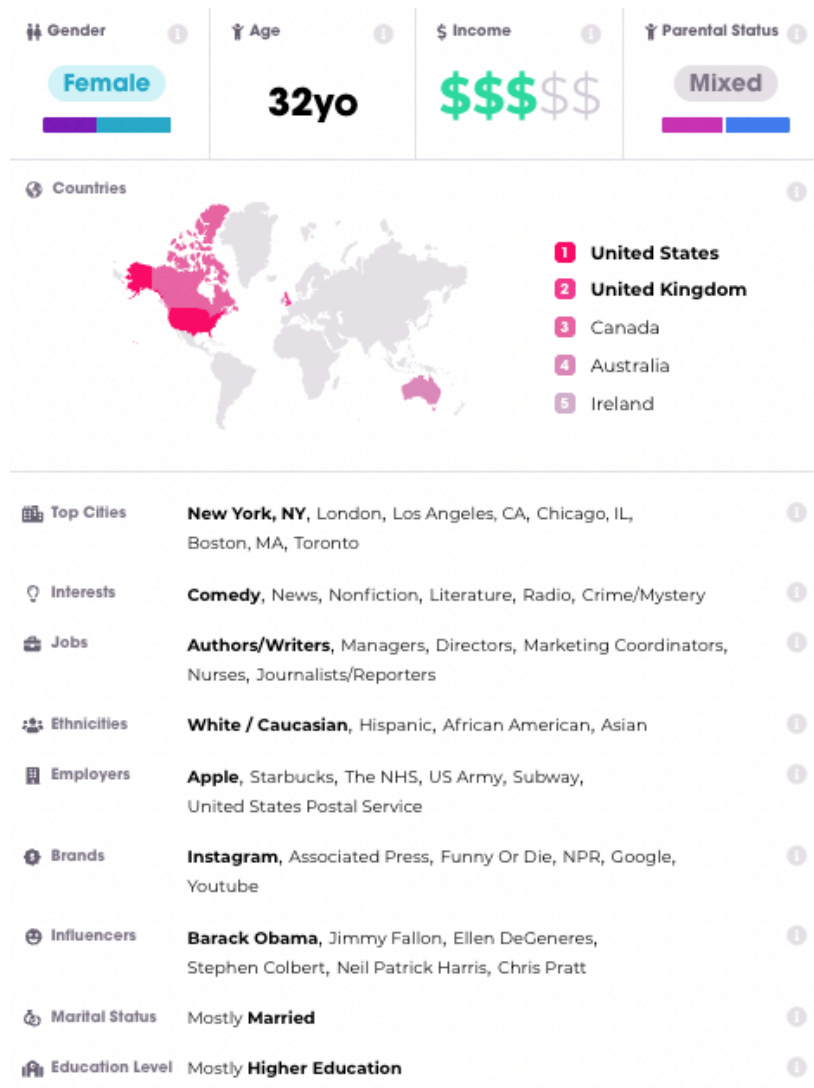 Gender
Age
$ Income
Parental Status
Female
32yo
$$$$$
Mixed
Countries
1 United States
2 United Kingdom
3 Canada
4 Australia
5 Ireland
Top Cities
New York, NY, London, Los Angeles, CA, Chicago, IL,
Boston, MA, Toronto
Interests
Comedy, News, Nonfiction, Literature, Radio, Crime/Mystery
Jobs
Authors/Writers, Managers, Directors, Marketing Coordinators,
Nurses, Journalists/Reporters
Ethnicities
White / Caucasian, Hispanic, African American, Asian
Employers
Apple, Starbucks, The NHS, US Army, Subway,
United States Postal Service
Brands
Instagram, Associated Press, Funny Or Die, NPR, Google,
Youtube
Influencers
Barack Obama, Jimmy Fallon, Ellen DeGeneres,
Stephen Colbert, Neil Patrick Harris, Chris Pratt
Marital Status
Mostly Married
Education Level
Mostly Higher Education